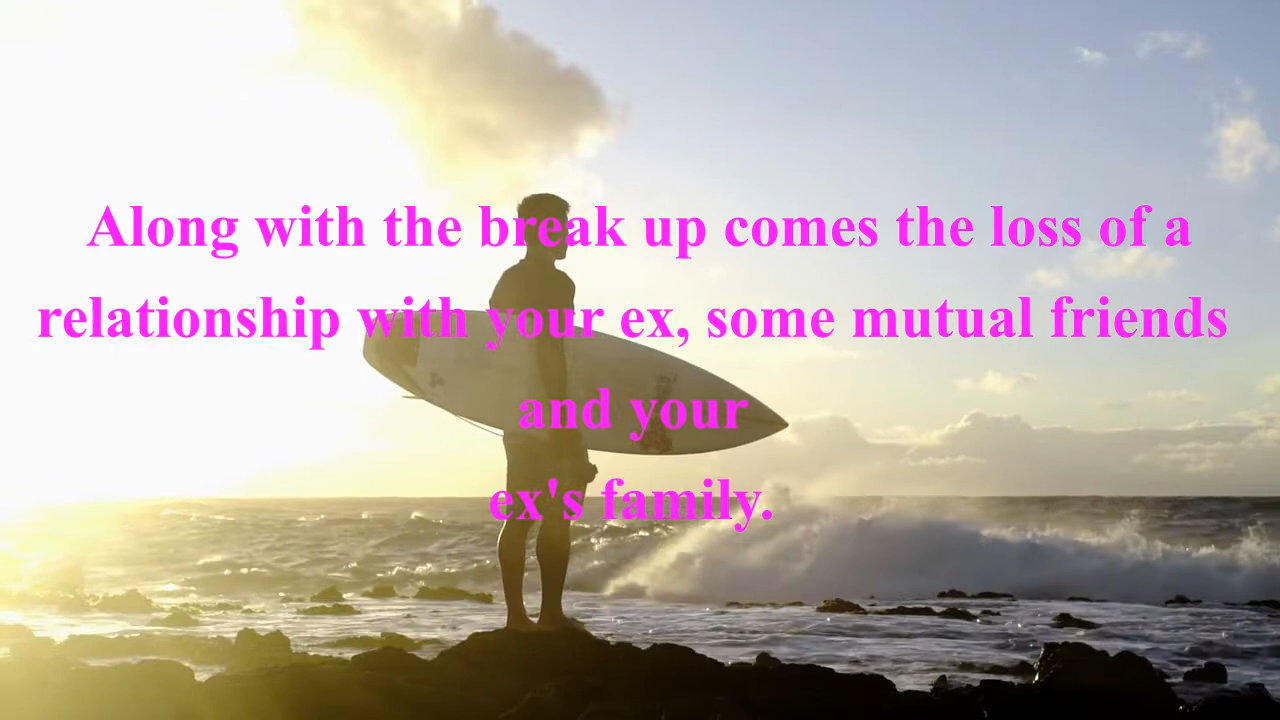 Along with the break up comes the loss of a
relationship with your ex, some mutual friends
and your
ex's family.